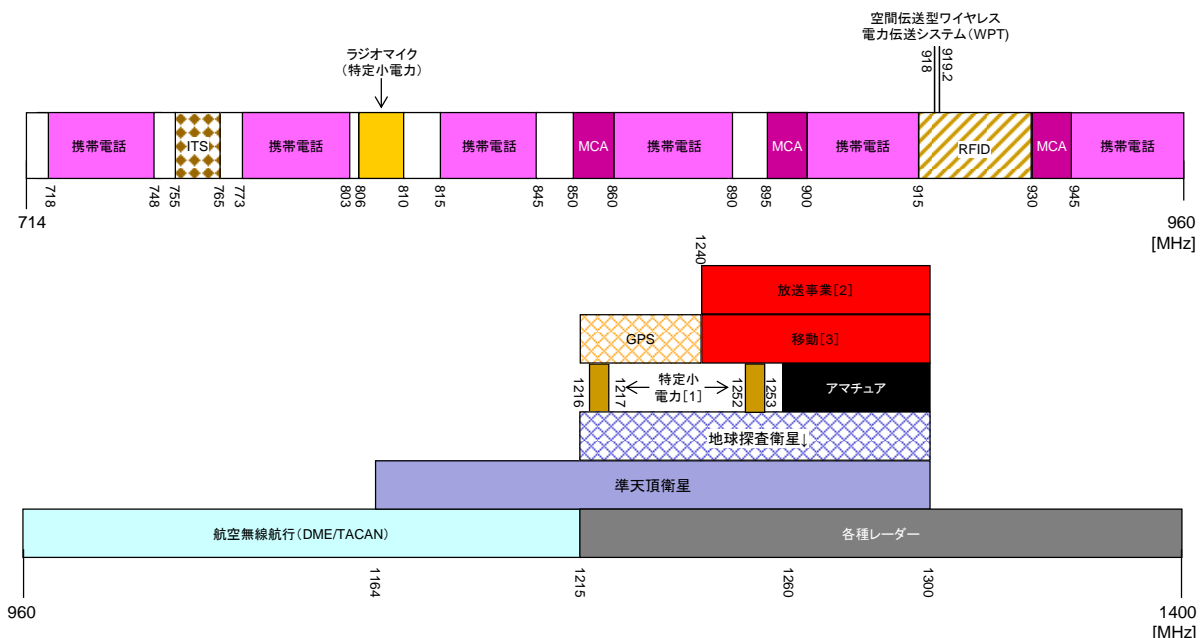 空間伝送型ワイヤレス
電力伝送システム(WPT)
ラジオマイク
(特定小電力)
918
919.2
携帯電話
ITS
携帯電話
携帯電話
MCA
携帯電話
MCA
携帯電話
RFID
MCA
携帯電話
714
718
748
755
765
773
803
806
810
815
845
850
860
890
895
900
915
930
945
960
[MHz]
1240
放送事業[2]
GPS
移動[3]
1216
1217
特定小
電力[1]
1252
1253
アマチュア
地球探査衛星↓
準天頂衛星
航空無線航行(DME/TACAN)
各種レーダー
960
1164
1215
1260
1300
1400
[MHz]